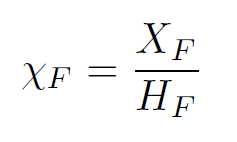 χ_F = X_F / H_F